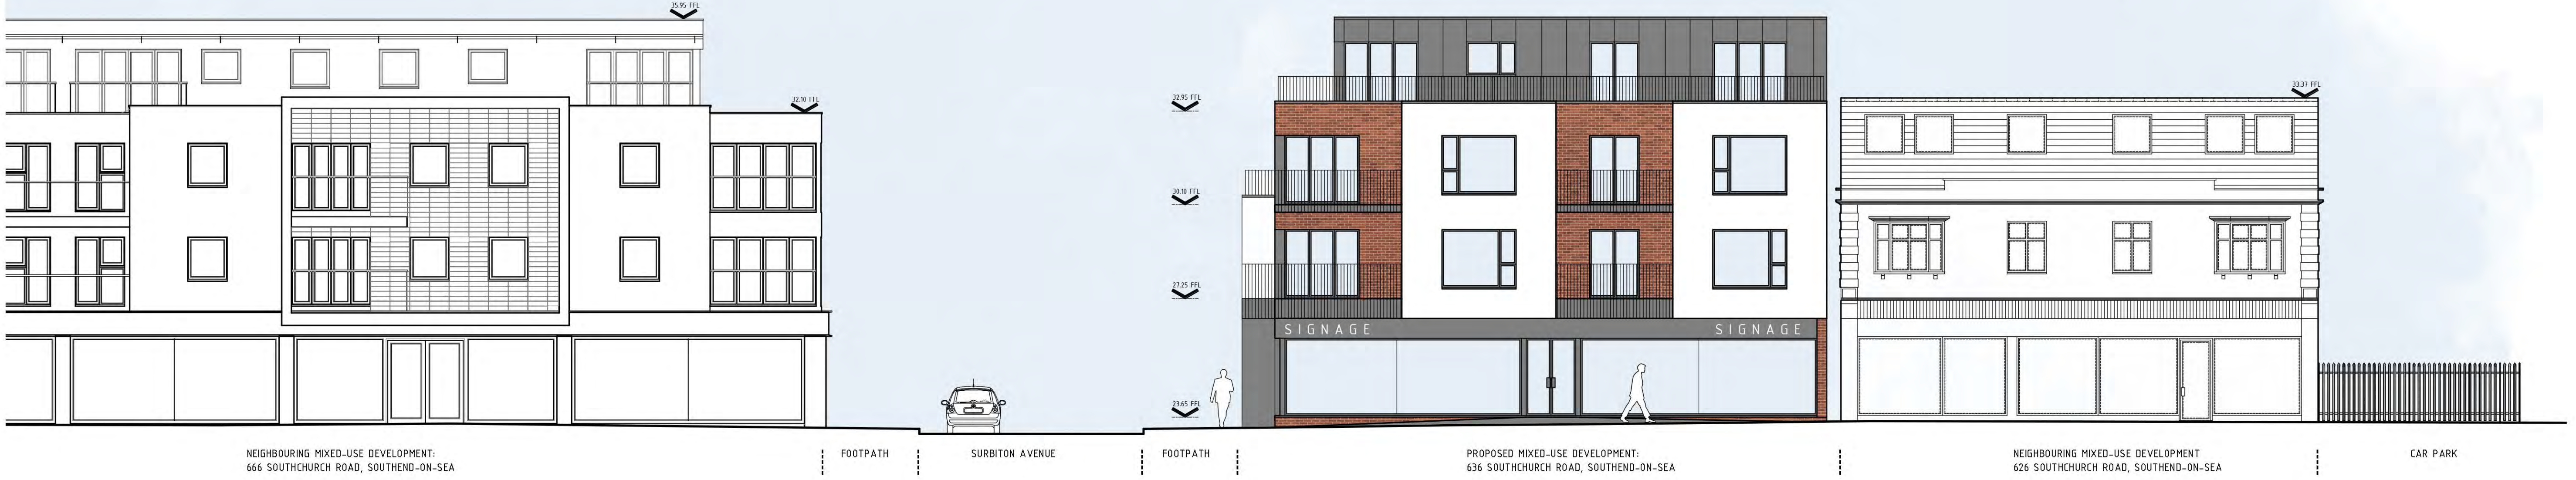 35.95 FFL
32.10 FFL
32.95 FFL
33.37 FFL
30.10 FFL
27.25 FFL
SIGNAGE
SIGNAGE
23.65 FFL
NEIGHBOURING MIXED-USE DEVELOPMENT:
666 SOUTHCHURCH ROAD, SOUTHEND-ON-SEA
FOOTPATH
SURBITON AVENUE
FOOTPATH
PROPOSED MIXED-USE DEVELOPMENT:
636 SOUTHCHURCH ROAD, SOUTHEND-ON-SEA
NEIGHBOURING MIXED-USE DEVELOPMENT
626 SOUTHCHURCH ROAD, SOUTHEND-ON-SEA
CAR PARK